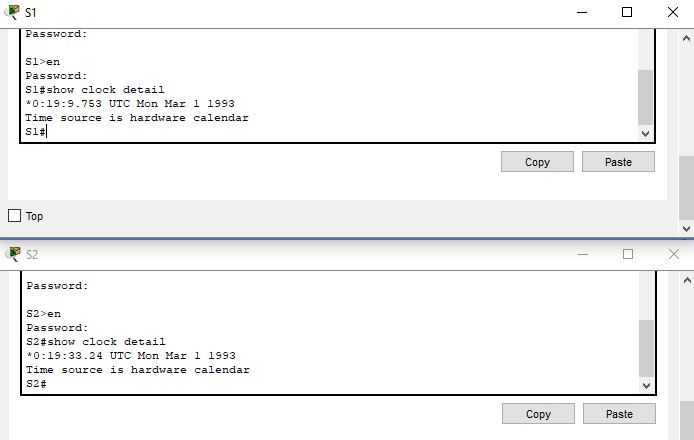 S1
Password:
S1>en
Password:
S1#show clock detail
*0:19:9.753 UTC Mon Mar 1 1993
Time source is hardware calendar
S1#
Copy Paste
Top
S2
Password:
S2>en
Password:
S2#show clock detail
*0:19:33.24 UTC Mon Mar 1 1993
Time source is hardware calendar
S2#
Copy Paste